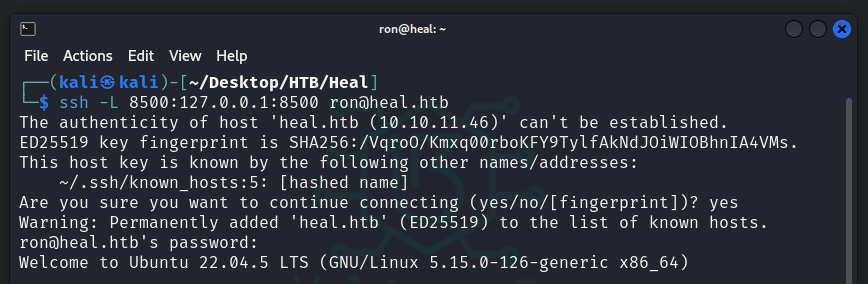 ron@heal: ~
File Actions Edit View Help
┌──(kali㉿kali)-[~/Desktop/HTB/Heal]
└─$ ssh -L 8500:127.0.0.1:8500 ron@heal.htb
The authenticity of host 'heal.htb (10.10.11.46)' can't be established.
ED25519 key fingerprint is SHA256:/VqroO/Kmxq00rboKFY9TylfAkNdJOiWIOBhnIA4VMs.
This host key is known by the following other names/addresses:
    ~/.ssh/known_hosts:5: [hashed name]
Are you sure you want to continue connecting (yes/no/[fingerprint])? yes
Warning: Permanently added 'heal.htb' (ED25519) to the list of known hosts.
ron@heal.htb's password:
Welcome to Ubuntu 22.04.5 LTS (GNU/Linux 5.15.0-126-generic x86_64)